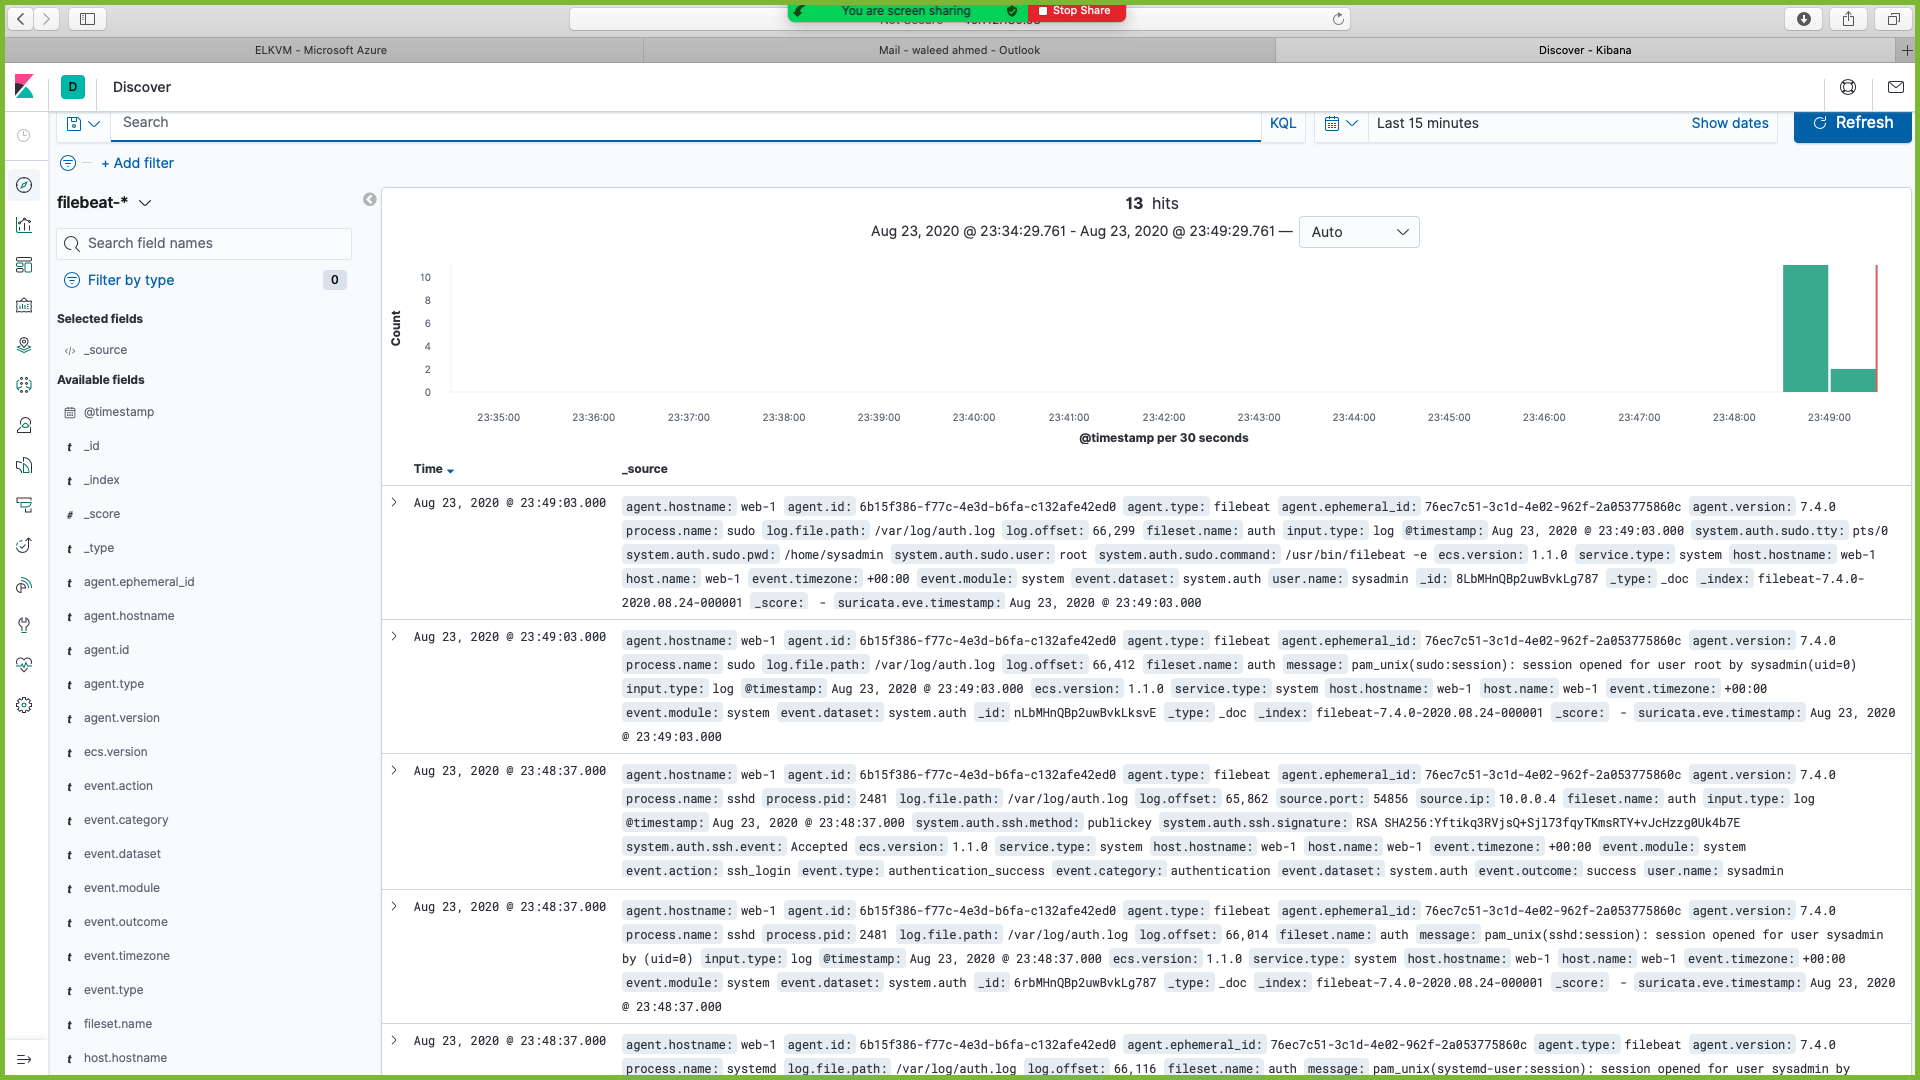 You are screen sharing
Stop Share
ELKVM - Microsoft Azure
Mail - waleed ahmed - Outlook
Discover - Kibana
D
Discover
Search
KQL
Last 15 minutes
Show dates
Refresh
+ Add filter
filebeat-*
Search field names
Filter by type
0
Selected fields
</> _source
Available fields
@timestamp
t _id
t _index
# _score
t _type
t agent.ephemeral_id
t agent.hostname
t agent.id
t agent.type
t agent.version
t ecs.version
t event.action
t event.category
t event.dataset
t event.module
t event.outcome
t event.timezone
t event.type
t fileset.name
t host.hostname
13 hits
Aug 23, 2020 @ 23:34:29.761 - Aug 23, 2020 @ 23:49:29.761 —
Auto
Count
10
8
6
4
2
0
23:35:00 23:36:00 23:37:00 23:38:00 23:39:00 23:40:00 23:41:00 23:42:00 23:43:00 23:44:00 23:45:00 23:46:00 23:47:00 23:48:00 23:49:00
@timestamp per 30 seconds
Time _source
Aug 23, 2020 @ 23:49:03.000
agent.hostname: web-1 agent.id: 6b15f386-f77c-4e3d-b6fa-c132afe42ed0 agent.type: filebeat agent.ephemeral_id: 76ec7c51-3c1d-4e02-962f-2a053775860c agent.version: 7.4.0
process.name: sudo log.file.path: /var/log/auth.log log.offset: 66,299 fileset.name: auth input.type: log @timestamp: Aug 23, 2020 @ 23:49:03.000 system.auth.sudo.tty: pts/0
system.auth.sudo.pwd: /home/sysadmin system.auth.sudo.user: root system.auth.sudo.command: /usr/bin/filebeat -e ecs.version: 1.1.0 service.type: system host.hostname: web-1
host.name: web-1 event.timezone: +00:00 event.module: system event.dataset: system.auth user.name: sysadmin _id: 8LbMHnQBp2uwBvkLg787 _type: _doc _index: filebeat-7.4.0-
2020.08.24-000001 _score: - suricata.eve.timestamp: Aug 23, 2020 @ 23:49:03.000
Aug 23, 2020 @ 23:49:03.000
agent.hostname: web-1 agent.id: 6b15f386-f77c-4e3d-b6fa-c132afe42ed0 agent.type: filebeat agent.ephemeral_id: 76ec7c51-3c1d-4e02-962f-2a053775860c agent.version: 7.4.0
process.name: sudo log.file.path: /var/log/auth.log log.offset: 66,412 fileset.name: auth message: pam_unix(sudo:session): session opened for user root by sysadmin(uid=0)
input.type: log @timestamp: Aug 23, 2020 @ 23:49:03.000 ecs.version: 1.1.0 service.type: system host.hostname: web-1 host.name: web-1 event.timezone: +00:00
event.module: system event.dataset: system.auth _id: nLbMHnQBp2uwBvkLksvE _type: _doc _index: filebeat-7.4.0-2020.08.24-000001 _score: - suricata.eve.timestamp: Aug 23, 2020
@ 23:49:03.000
Aug 23, 2020 @ 23:48:37.000
agent.hostname: web-1 agent.id: 6b15f386-f77c-4e3d-b6fa-c132afe42ed0 agent.type: filebeat agent.ephemeral_id: 76ec7c51-3c1d-4e02-962f-2a053775860c agent.version: 7.4.0
process.name: sshd process.pid: 2481 log.file.path: /var/log/auth.log log.offset: 65,862 source.port: 54856 source.ip: 10.0.0.4 fileset.name: auth input.type: log
@timestamp: Aug 23, 2020 @ 23:48:37.000 system.auth.ssh.method: publickey system.auth.ssh.signature: RSA SHA256:Yftikq3RVjsQ+Sjl73fqyTKmsRTY+vJcHzzg0Uk4b7E
system.auth.ssh.event: Accepted ecs.version: 1.1.0 service.type: system host.hostname: web-1 host.name: web-1 event.timezone: +00:00 event.module: system
event.action: ssh_login event.type: authentication_success event.category: authentication event.dataset: system.auth event.outcome: success user.name: sysadmin
Aug 23, 2020 @ 23:48:37.000
agent.hostname: web-1 agent.id: 6b15f386-f77c-4e3d-b6fa-c132afe42ed0 agent.type: filebeat agent.ephemeral_id: 76ec7c51-3c1d-4e02-962f-2a053775860c agent.version: 7.4.0
process.name: sshd process.pid: 2481 log.file.path: /var/log/auth.log log.offset: 66,014 fileset.name: auth message: pam_unix(sshd:session): session opened for user sysadmin
by (uid=0) input.type: log @timestamp: Aug 23, 2020 @ 23:48:37.000 ecs.version: 1.1.0 service.type: system host.hostname: web-1 host.name: web-1 event.timezone: +00:00
event.module: system event.dataset: system.auth _id: 6rbMHnQBp2uwBvkLg787 _type: _doc _index: filebeat-7.4.0-2020.08.24-000001 _score: - suricata.eve.timestamp: Aug 23, 2020
@ 23:48:37.000
Aug 23, 2020 @ 23:48:37.000
agent.hostname: web-1 agent.id: 6b15f386-f77c-4e3d-b6fa-c132afe42ed0 agent.ephemeral_id: 76ec7c51-3c1d-4e02-962f-2a053775860c agent.type: filebeat agent.version: 7.4.0
process.name: systemd log.file.path: /var/log/auth.log log.offset: 66,116 fileset.name: auth message: pam_unix(systemd-user:session): session opened for user sysadmin by